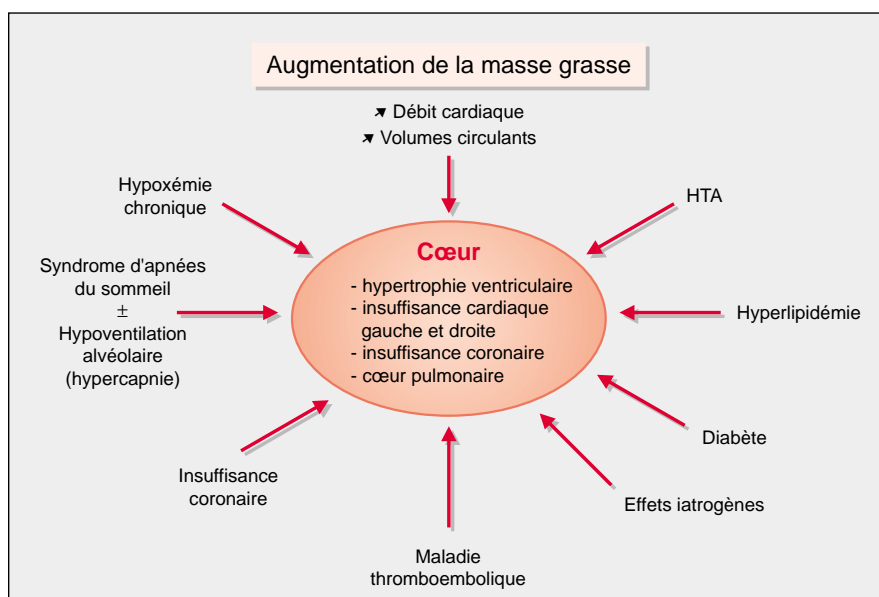 Augmentation de la masse grasse
↗ Débit cardiaque
↗ Volumes circulants
Hypoxémie
chronique
HTA
Syndrome d'apnées
du sommeil
±
Hypoventilation
alvéolaire
(hypercapnie)
Cœur
- hypertrophie ventriculaire
- insuffisance cardiaque
gauche et droite
- insuffisance coronaire
- cœur pulmonaire
Hyperlipidémie
Diabète
Insuffisance
coronaire
Effets iatrogènes
Maladie
thromboembolique